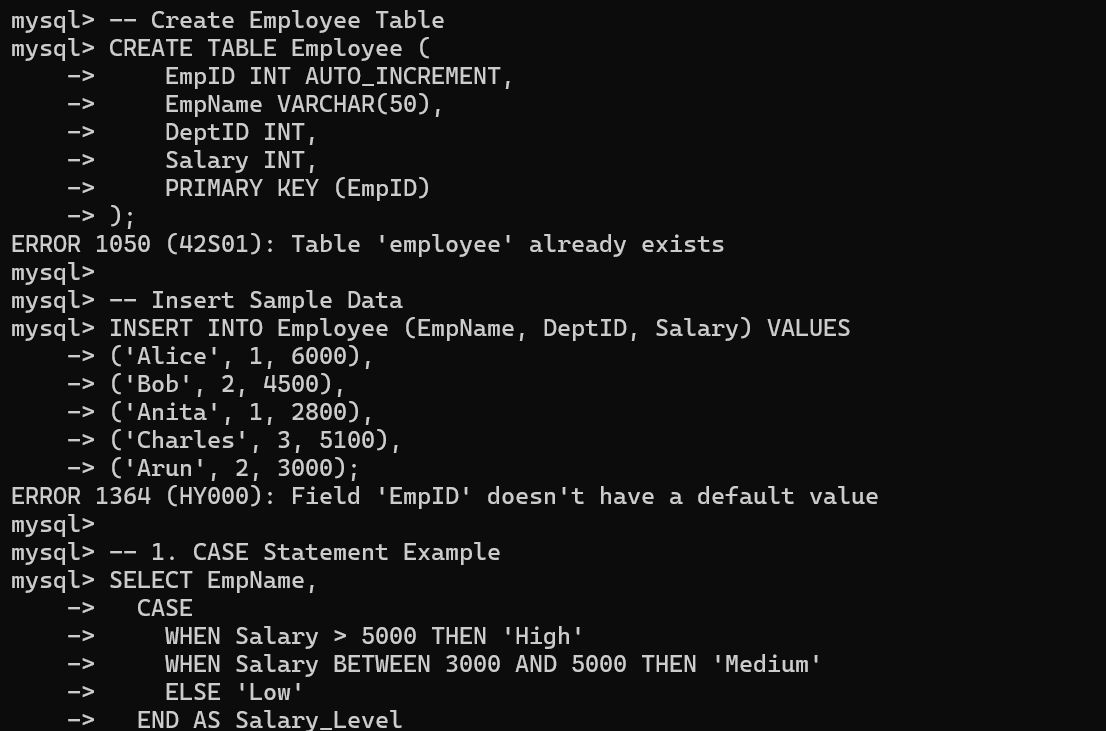 mysql> -- Create Employee Table
mysql> CREATE TABLE Employee (
    ->     EmpID INT AUTO_INCREMENT,
    ->     EmpName VARCHAR(50),
    ->     DeptID INT,
    ->     Salary INT,
    ->     PRIMARY KEY (EmpID)
    -> );
ERROR 1050 (42S01): Table 'employee' already exists
mysql>
mysql> -- Insert Sample Data
mysql> INSERT INTO Employee (EmpName, DeptID, Salary) VALUES
    -> ('Alice', 1, 6000),
    -> ('Bob', 2, 4500),
    -> ('Anita', 1, 2800),
    -> ('Charles', 3, 5100),
    -> ('Arun', 2, 3000);
ERROR 1364 (HY000): Field 'EmpID' doesn't have a default value
mysql>
mysql> -- 1. CASE Statement Example
mysql> SELECT EmpName,
    ->   CASE
    ->     WHEN Salary > 5000 THEN 'High'
    ->     WHEN Salary BETWEEN 3000 AND 5000 THEN 'Medium'
    ->     ELSE 'Low'
    ->   END AS Salary_Level